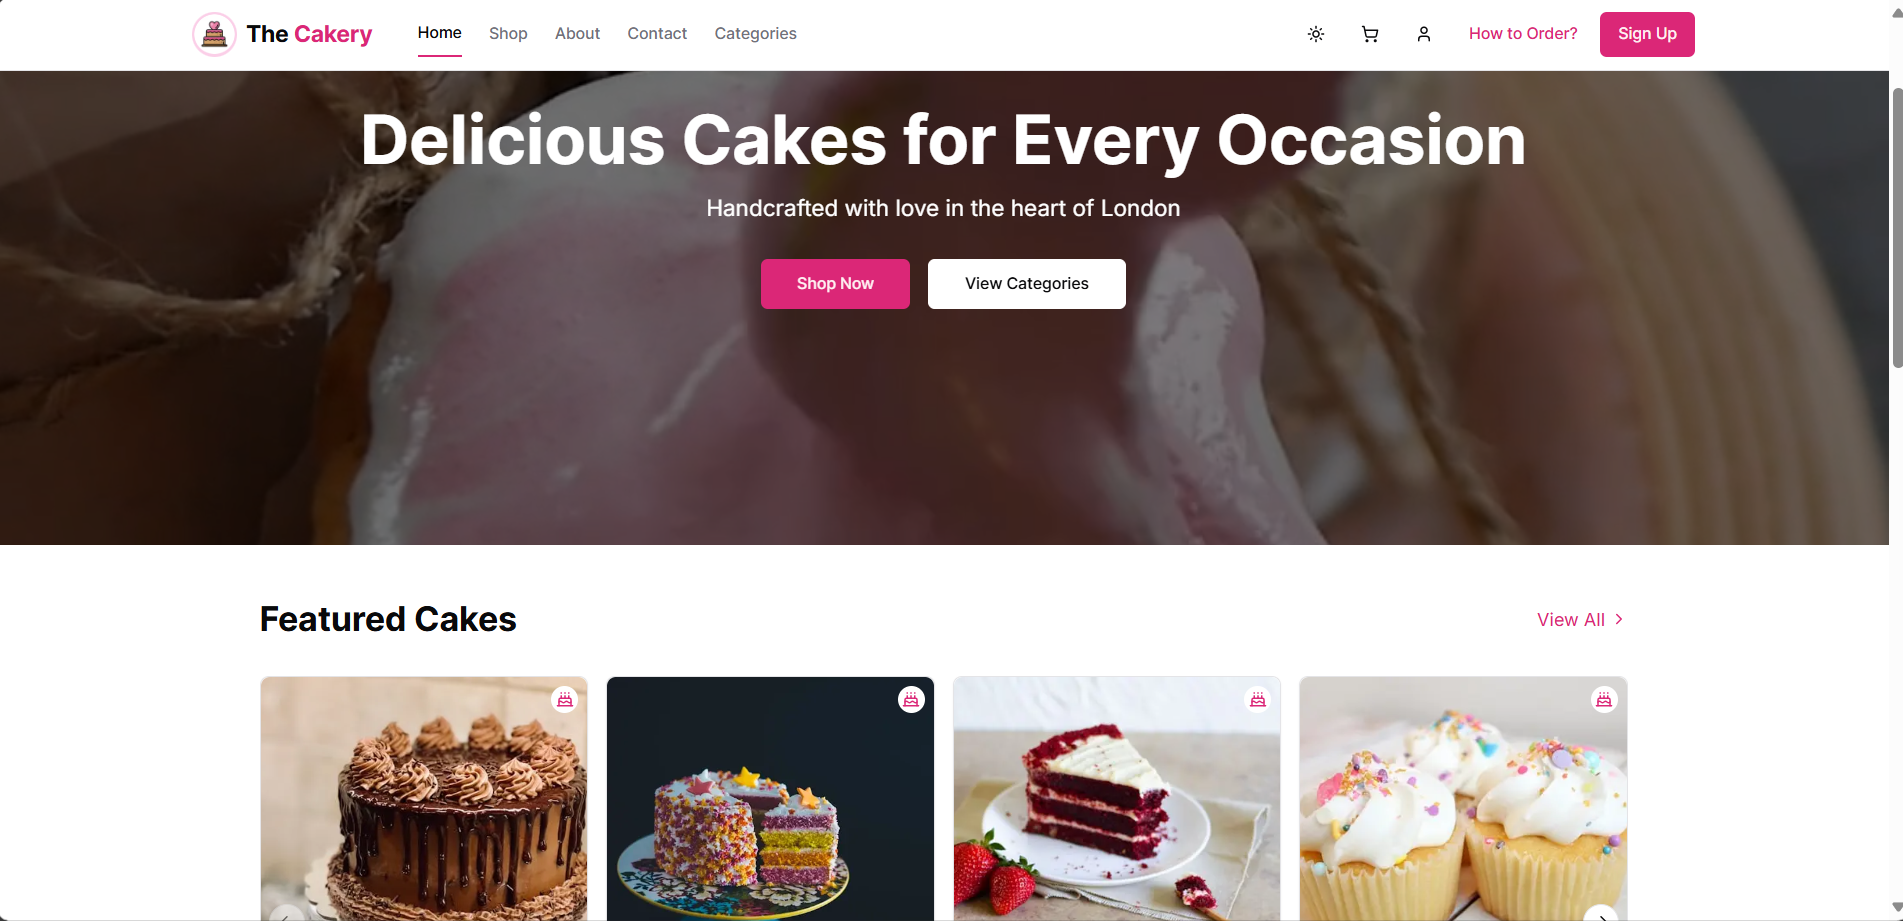 The Cakery
Home
Shop
About
Contact
Categories
How to Order?
Sign Up
Delicious Cakes for Every Occasion
Handcrafted with love in the heart of London
Shop Now
View Categories
Featured Cakes
View All